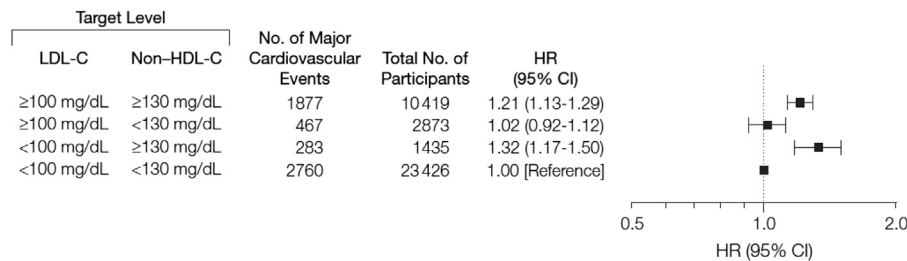 Target Level
LDL-C Non–HDL-C No. of Major Cardiovascular Events Total No. of Participants HR (95% CI)
≥100 mg/dL ≥130 mg/dL 1877 10 419 1.21 (1.13-1.29)
≥100 mg/dL <130 mg/dL 467 2873 1.02 (0.92-1.12)
<100 mg/dL ≥130 mg/dL 283 1435 1.32 (1.17-1.50)
<100 mg/dL <130 mg/dL 2760 23 426 1.00 [Reference]
0.5 1.0 2.0
HR (95% CI)